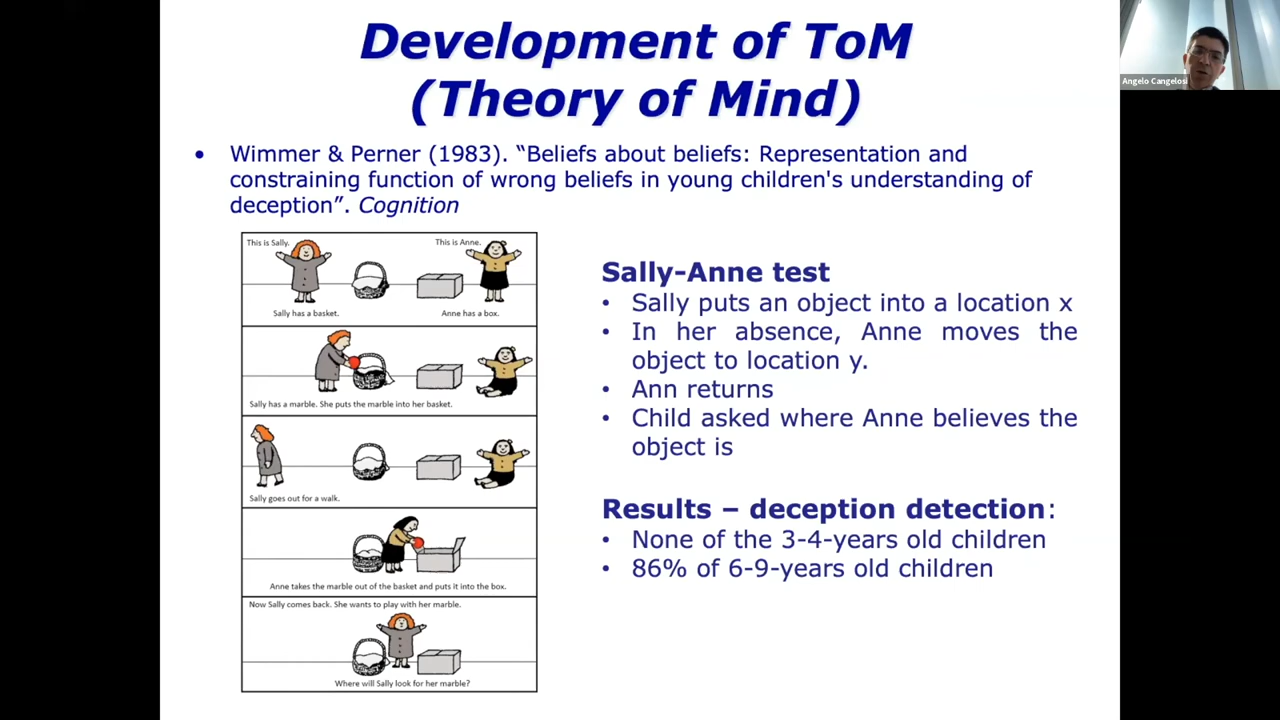 Development of ToM
(Theory of Mind)
Angelo Cangelosi
• Wimmer & Perner (1983). “Beliefs about beliefs: Representation and
constraining function of wrong beliefs in young children's understanding of
deception”. Cognition
This is Sally.
This is Anne.
Sally has a basket.
Anne has a box.
Sally has a marble. She puts the marble into her basket.
Sally goes out for a walk.
Anne takes the marble out of the basket and puts it into the box.
Now Sally comes back. She wants to play with her marble.
Where will Sally look for her marble?
Sally-Anne test
• Sally puts an object into a location x
• In her absence, Anne moves the
object to location y.
• Ann returns
• Child asked where Anne believes the
object is
Results – deception detection:
• None of the 3-4-years old children
• 86% of 6-9-years old children